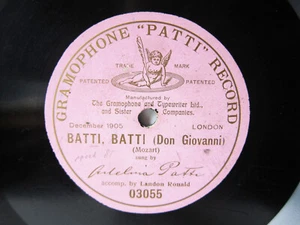 GRAMOPHONE "PATTI" RECORD
TRADE MARK
PATENTED PATENTED
Manufactured by
The Gramophone and Typewriter Ltd.,
and Sister Companies.
December 1905 LONDON
BATTI, BATTI (Don Giovanni)
(Mozart)
sung by
Adelina Patti
accomp. by Landon Ronald
03055